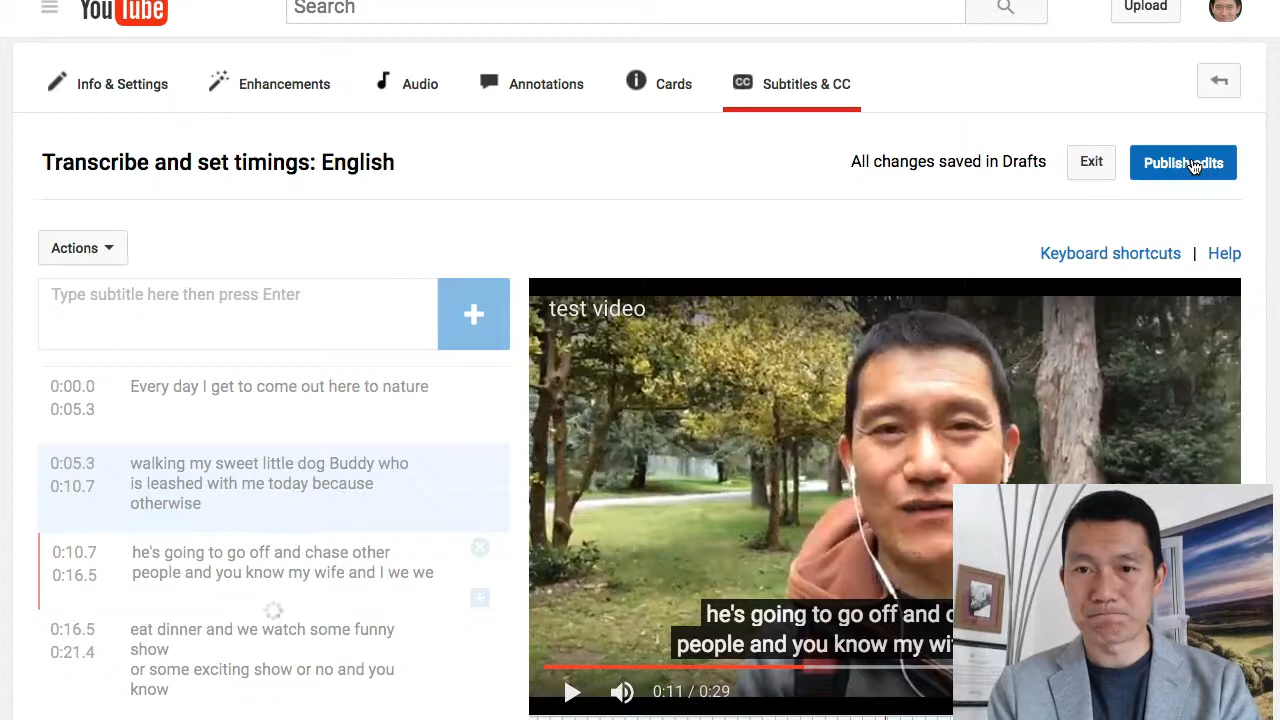 YouTube
Search
Upload
Info & Settings
Enhancements
Audio
Annotations
Cards
CC
Subtitles & CC
Transcribe and set timings: English
All changes saved in Drafts
Exit
Publish edits
Actions
Keyboard shortcuts | Help
Type subtitle here then press Enter
test video
0:00.0
Every day I get to come out here to nature
0:05.3
0:05.3
walking my sweet little dog Buddy who
0:10.7
is leashed with me today because
otherwise
0:10.7
he's going to go off and chase other
0:16.5
people and you know my wife and I we we
0:16.5
eat dinner and we watch some funny
0:21.4
show
or some exciting show or no and you
know
he's going to go off and
people and you know my
0:11 / 0:29